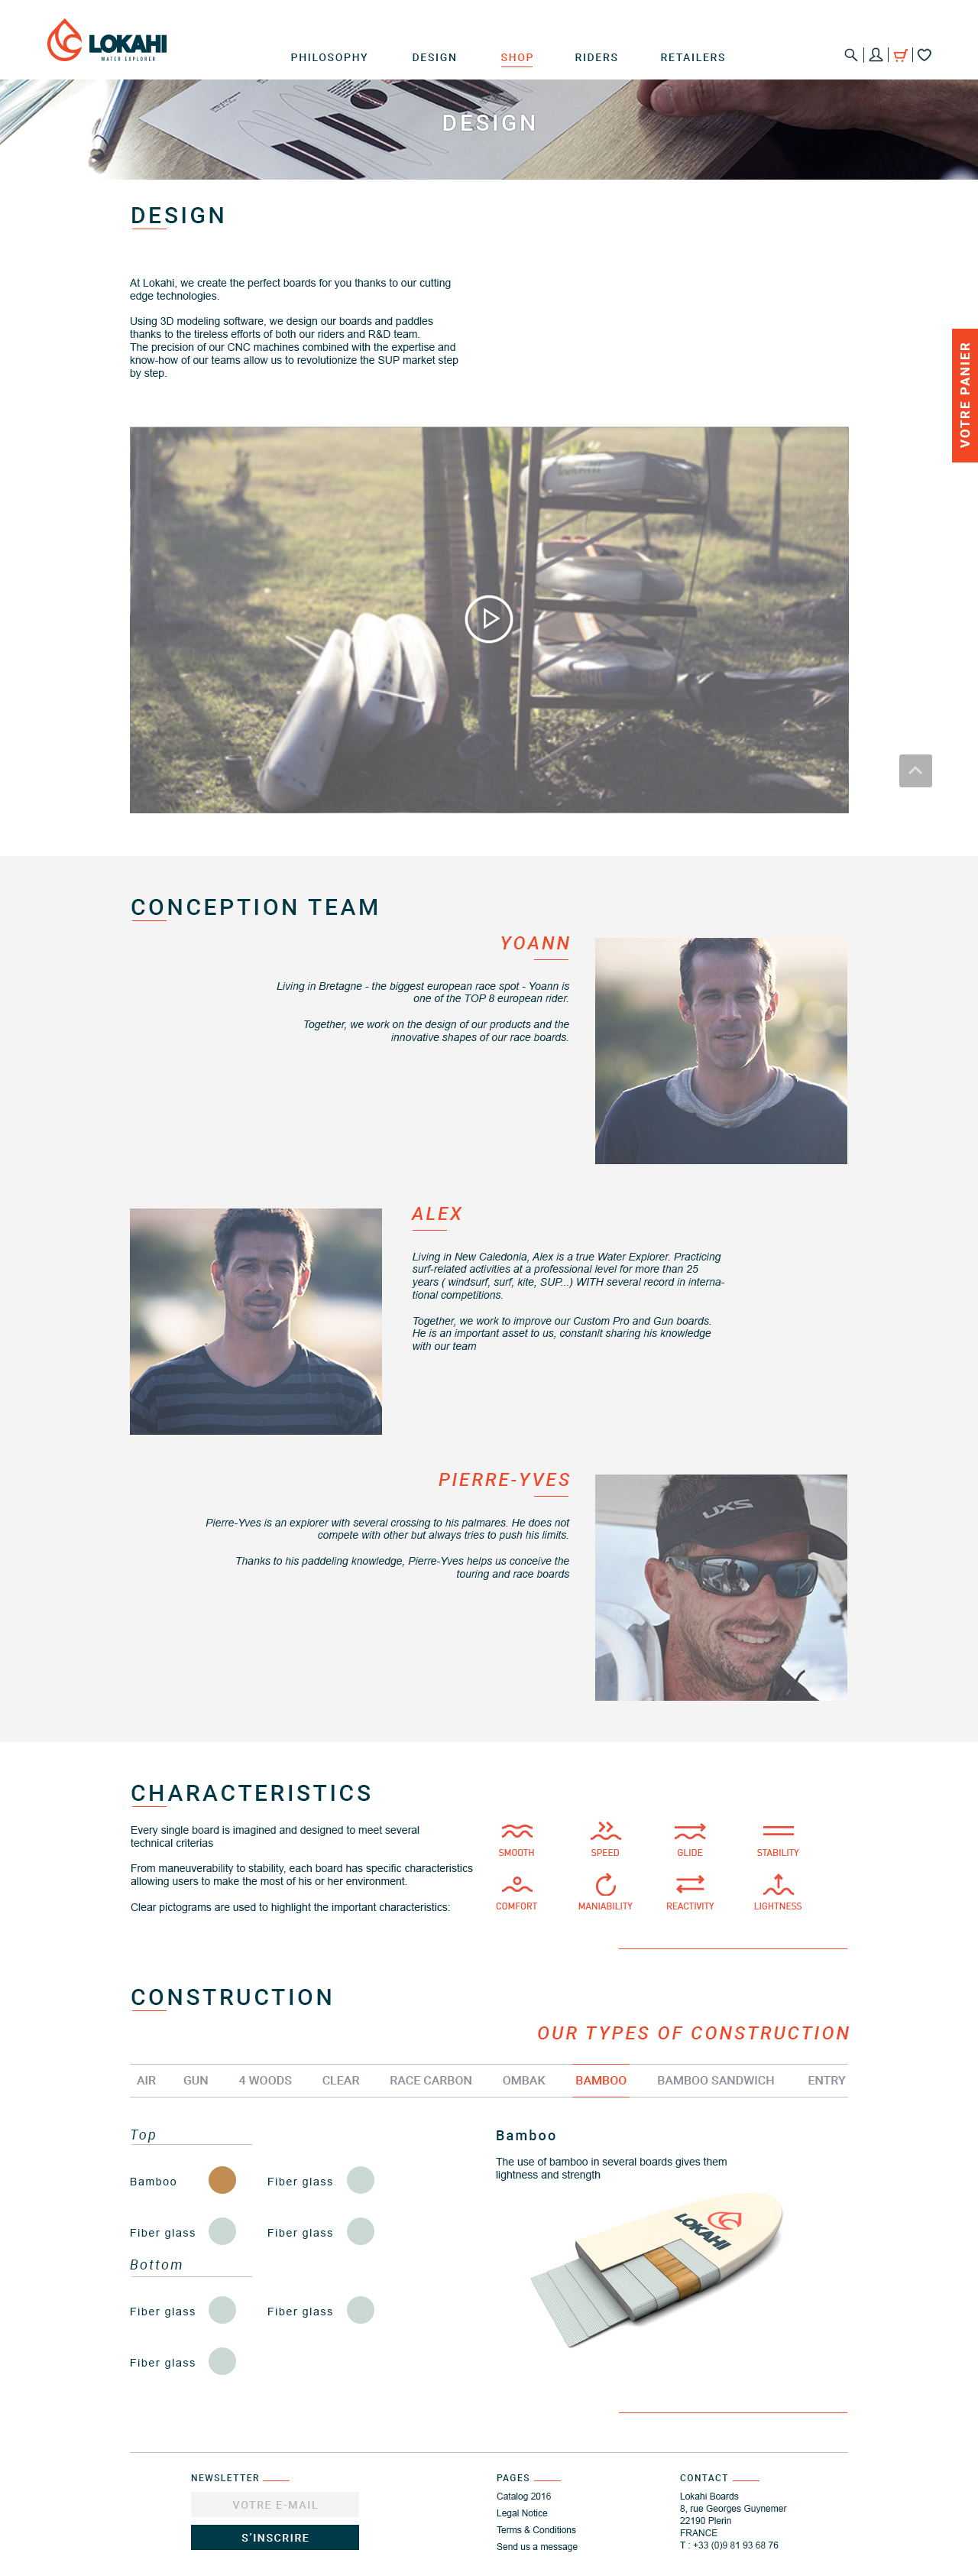 LOKAHI
WATER EXPLORER
PHILOSOPHY
DESIGN
SHOP
RIDERS
RETAILERS
DESIGN
DESIGN
At Lokahi, we create the perfect boards for you thanks to our cutting
edge technologies.
Using 3D modeling software, we design our boards and paddles
thanks to the tireless efforts of both our riders and R&D team.
The precision of our CNC machines combined with the expertise and
know-how of our teams allow us to revolutionize the SUP market step
by step.
VOTRE PANIER
CONCEPTION TEAM
YOANN
Living in Bretagne - the biggest european race spot - Yoann is
one of the TOP 8 european rider.
Together, we work on the design of our products and the
innovative shapes of our race boards.
ALEX
Living in New Caledonia, Alex is a true Water Explorer. Practicing
surf-related activities at a professional level for more than 25
years ( windsurf, surf, kite, SUP...) WITH several record in interna-
tional competitions.
Together, we work to improve our Custom Pro and Gun boards.
He is an important asset to us, constanlt sharing his knowledge
with our team
PIERRE-YVES
Pierre-Yves is an explorer with several crossing to his palmares. He does not
compete with other but always tries to push his limits.
Thanks to his paddeling knowledge, Pierre-Yves helps us conceive the
touring and race boards
UXS
CHARACTERISTICS
Every single board is imagined and designed to meet several
technical criterias
From maneuverability to stability, each board has specific characteristics
allowing users to make the most of his or her environment.
Clear pictograms are used to highlight the important characteristics:
SMOOTH
SPEED
GLIDE
STABILITY
COMFORT
MANIABILITY
REACTIVITY
LIGHTNESS
CONSTRUCTION
OUR TYPES OF CONSTRUCTION
AIR
GUN
4 WOODS
CLEAR
RACE CARBON
OMBAK
BAMBOO
BAMBOO SANDWICH
ENTRY
Top
Bamboo
Fiber glass
Fiber glass
Fiber glass
Bottom
Fiber glass
Fiber glass
Fiber glass
Bamboo
The use of bamboo in several boards gives them
lightness and strength
LOKAHI
NEWSLETTER
VOTRE E-MAIL
S'INSCRIRE
PAGES
Catalog 2016
Legal Notice
Terms & Conditions
Send us a message
CONTACT
Lokahi Boards
8, rue Georges Guynemer
22190 Plerin
FRANCE
T : +33 (0)9 81 93 68 76